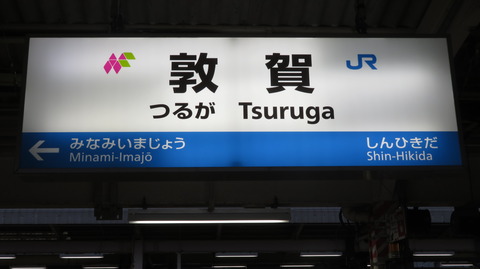 敦賀
JR
つるが Tsuruga
みなみいまじょう しんひきだ
Minami-Imajō Shin-Hikida